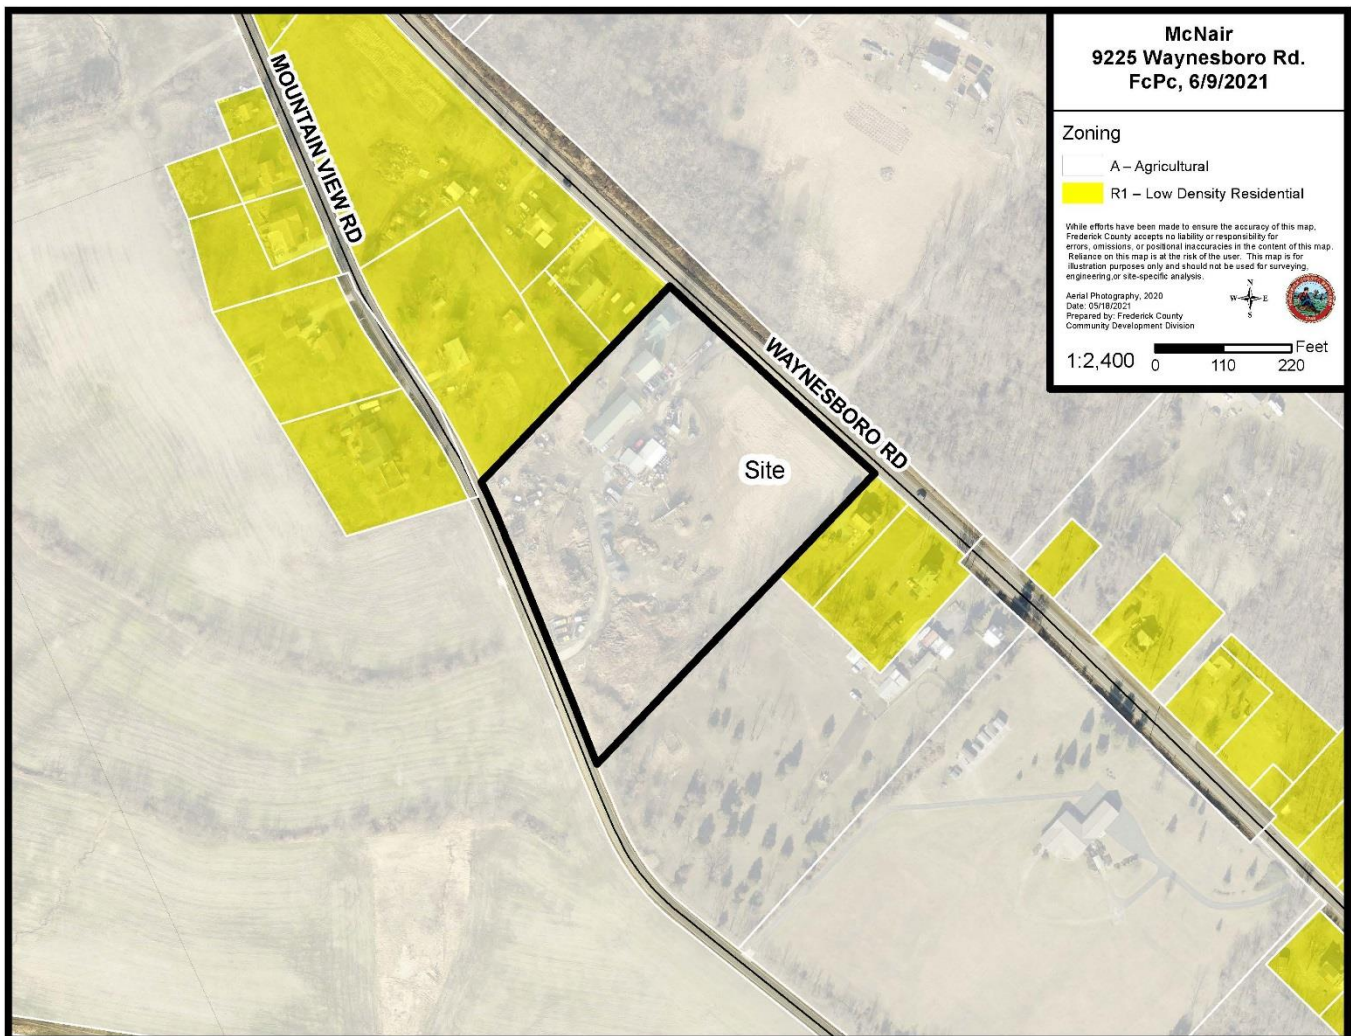 McNair
9225 Waynesboro Rd.
FcPc, 6/9/2021
Zoning
A – Agricultural
R1 – Low Density Residential
While efforts have been made to ensure the accuracy of this map,
Frederick County accepts no liability or responsibility for
errors, omissions, or positional inaccuracies in the content of this map.
Reliance on this map is at the risk of the user. This map is for
illustration purposes only and should not be used for surveying,
engineering,or site-specific analysis.
Aerial Photography, 2020
Date: 05/18/2021
Prepared by: Frederick County
Community Development Division
N
W E
S
1:2,400
Feet
0 110 220
MOUNTAIN VIEW RD
WAYNESBORO RD
Site